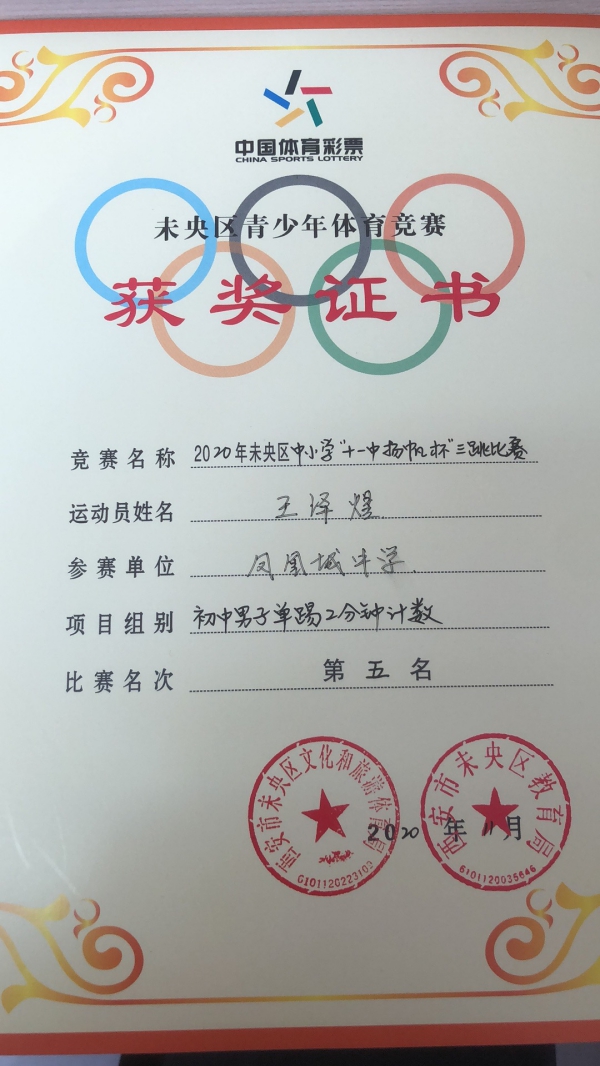 中国体育彩票
CHINA SPORTS LOTTERY
未央区青少年体育竞赛
获奖证书
竞赛名称 2020年未央区中小学"十一中扬帆杯"三跳比赛
运动员姓名 王泽煌
参赛单位 凤凰城中学
项目组别 初中男子单踢2分钟计数
比赛名次 第五名
西安市未央区文化和旅游体育局
西安市未央区教育局
2020年11月
6101120223103
6101120035646